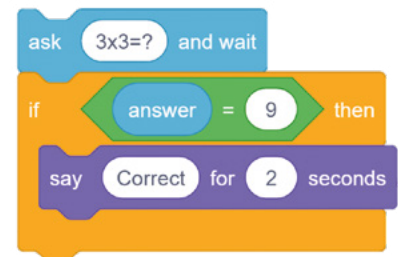 ask 3x3=? and wait
if answer = 9 then
say Correct for 2 seconds